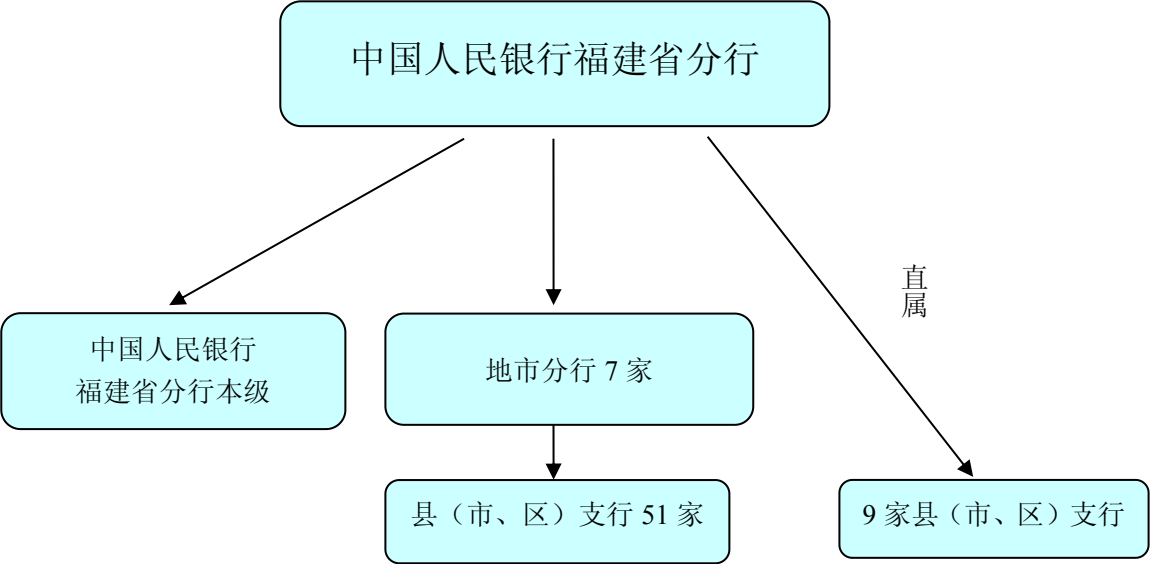 中国人民银行福建省分行
直属
中国人民银行
福建省分行本级
地市分行 7 家
县（市、区）支行 51 家
9 家县（市、区）支行